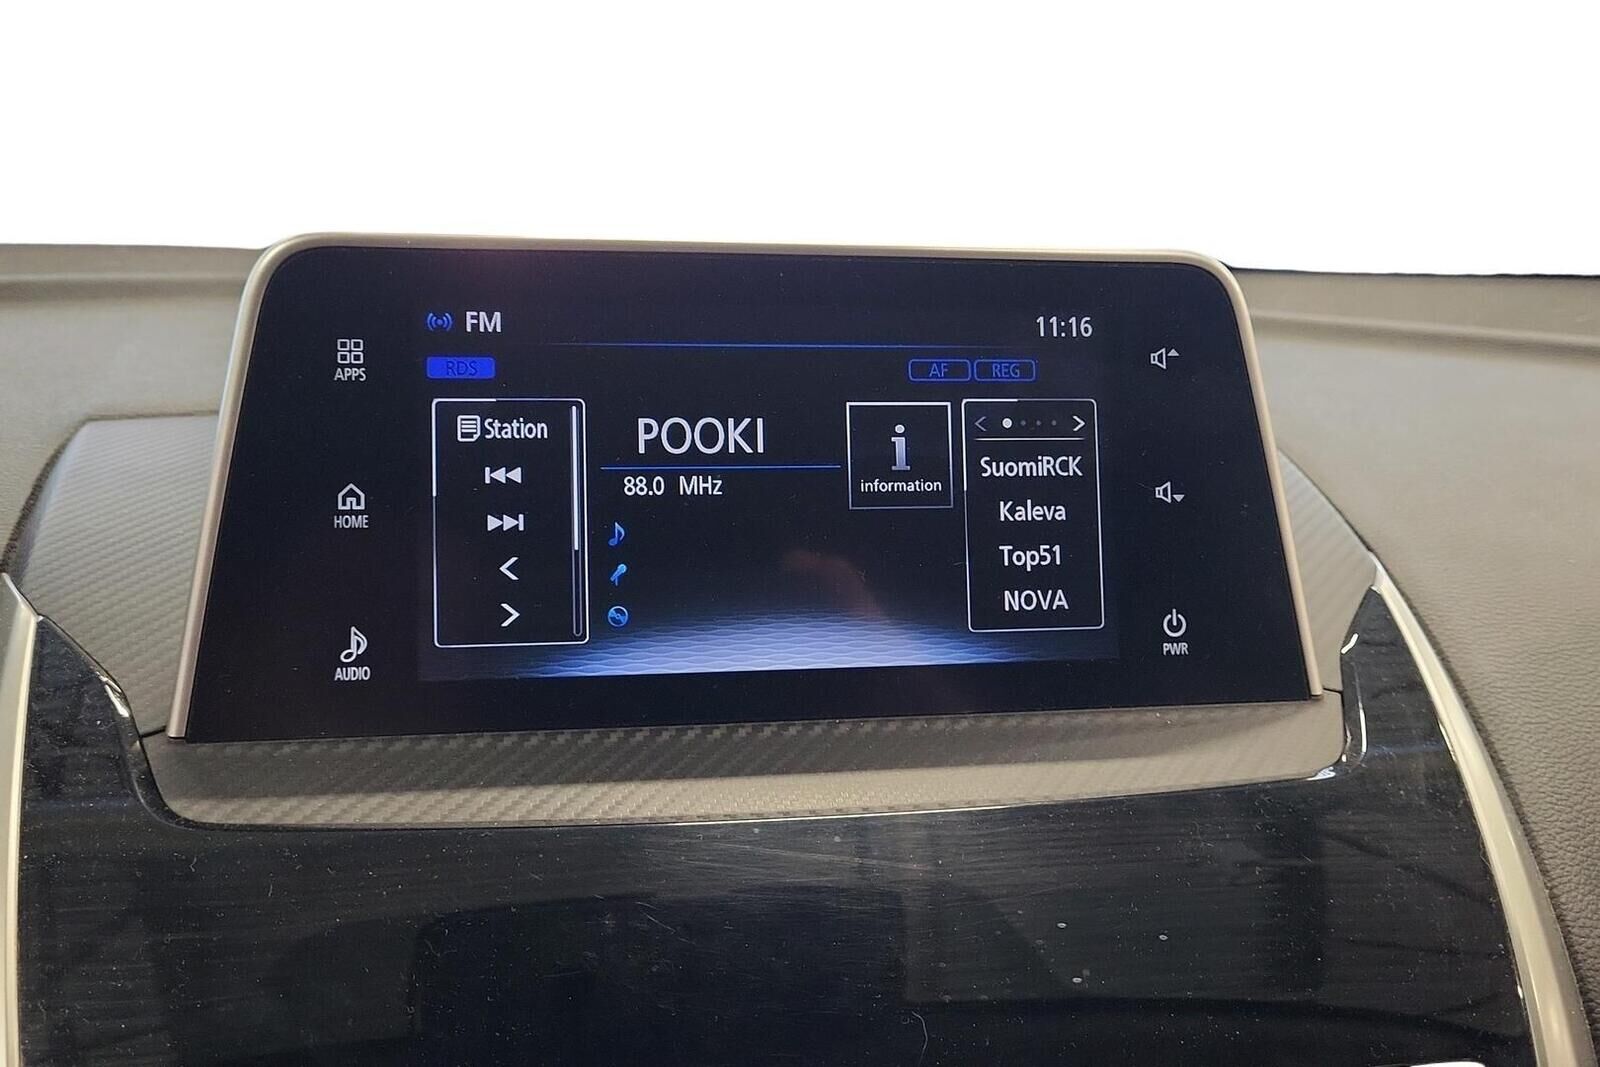 FM
11:16
RDS
AF
REG
APPS
HOME
AUDIO
Station
POOKI
88.0 MHz
information
SuomiRCK
Kaleva
Top51
NOVA
PWR